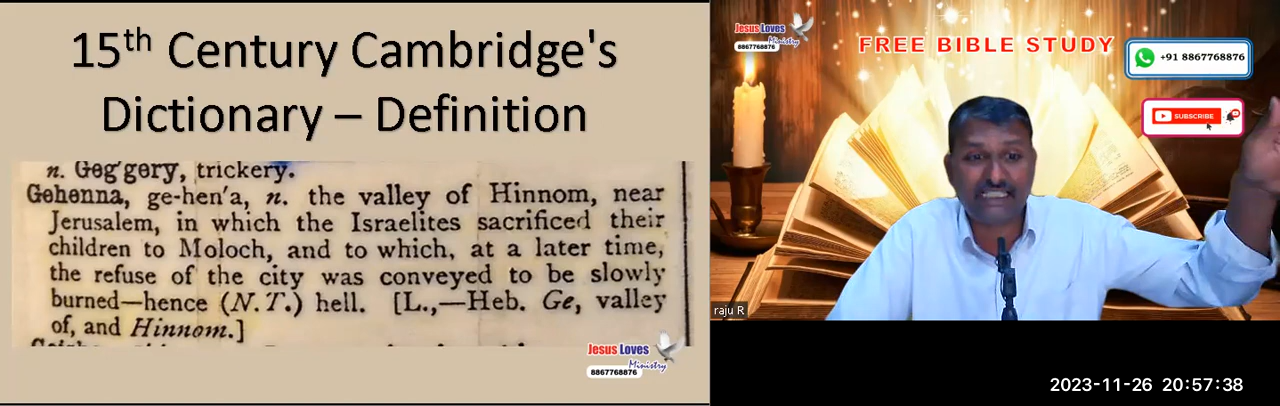 15th Century Cambridge's
Dictionary – Definition
n. Geg'gery, trickery.
Gehenna, ge-hen'a, n. the valley of Hinnom, near
Jerusalem, in which the Israelites sacrificed their
children to Moloch, and to which, at a later time,
the refuse of the city was conveyed to be slowly
burned—hence (N.T.) hell. [L.,—Heb. Ge, valley
of, and Hinnom.]
Jesus Loves
Ministry
8867768876
Jesus Loves
Ministry
8867768876
FREE BIBLE STUDY
+91 8867768876
SUBSCRIBE
raju R
2023-11-26 20:57:38